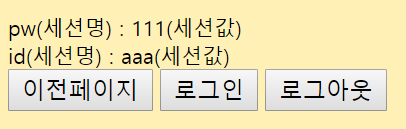 pw(세션명) : 111(세션값)
id(세션명) : aaa(세션값)
이전페이지 로그인 로그아웃